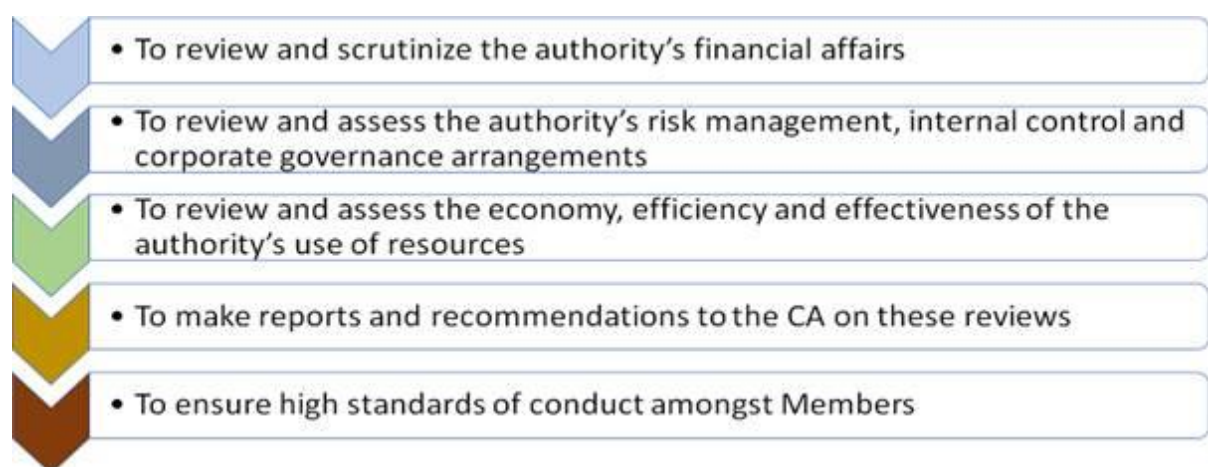 • To review and scrutinize the authority's financial affairs
• To review and assess the authority's risk management, internal control and
corporate governance arrangements
• To review and assess the economy, efficiency and effectiveness of the
authority's use of resources
• To make reports and recommendations to the CA on these reviews
• To ensure high standards of conduct amongst Members